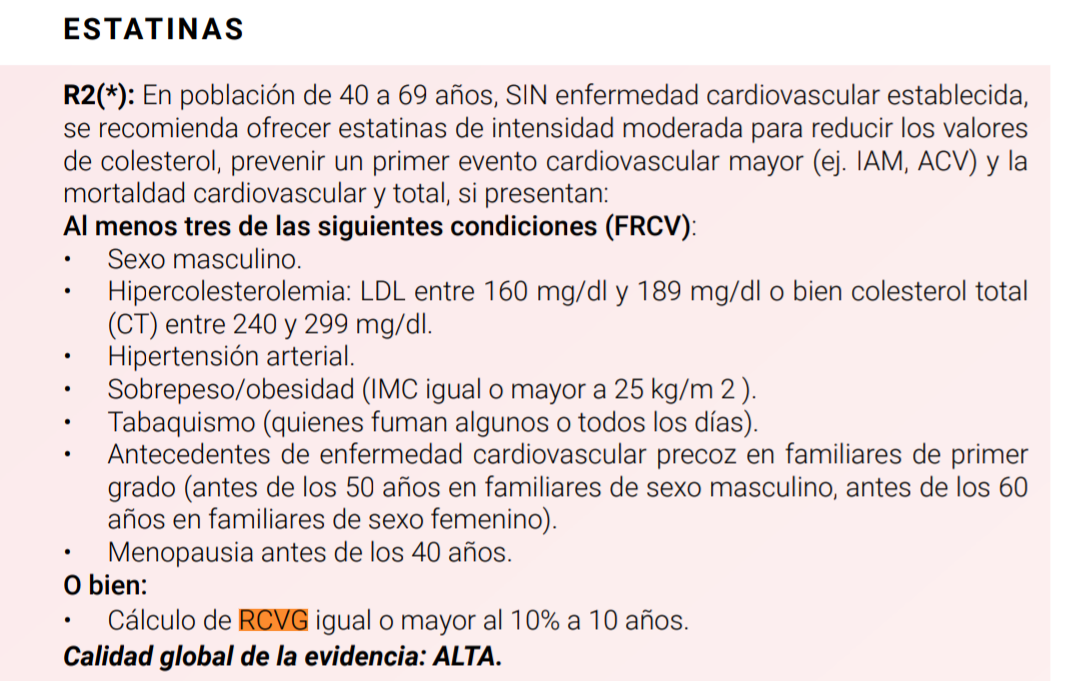 ESTATINAS
R2(*): En población de 40 a 69 años, SIN enfermedad cardiovascular establecida,
se recomienda ofrecer estatinas de intensidad moderada para reducir los valores
de colesterol, prevenir un primer evento cardiovascular mayor (ej. IAM, ACV) y la
mortaldad cardiovascular y total, si presentan:
Al menos tres de las siguientes condiciones (FRCV):
• Sexo masculino.
• Hipercolesterolemia: LDL entre 160 mg/dl y 189 mg/dl o bien colesterol total
(CT) entre 240 y 299 mg/dl.
• Hipertensión arterial.
• Sobrepeso/obesidad (IMC igual o mayor a 25 kg/m 2 ).
• Tabaquismo (quienes fuman algunos o todos los días).
• Antecedentes de enfermedad cardiovascular precoz en familiares de primer
grado (antes de los 50 años en familiares de sexo masculino, antes de los 60
años en familiares de sexo femenino).
• Menopausia antes de los 40 años.
O bien:
• Cálculo de RCVG igual o mayor al 10% a 10 años.
Calidad global de la evidencia: ALTA.